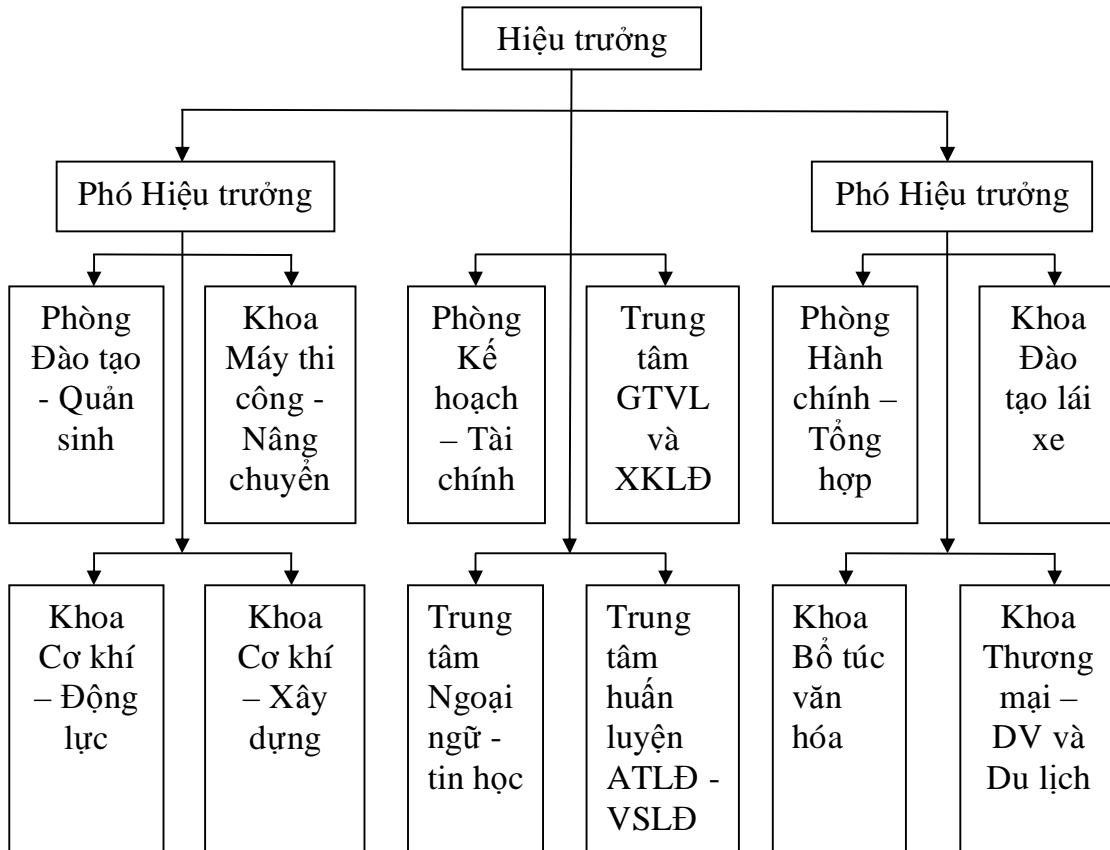 Hiệu trưởng
Phó Hiệu trưởng
Phó Hiệu trưởng
Phòng
Đào tạo
- Quản
sinh
Khoa
Máy thi
công -
Nâng
chuyển
Phòng
Kế
hoạch
– Tài
chính
Trung
tâm
GTVL
và
XKLĐ
Phòng
Hành
chính –
Tổng
hợp
Khoa
Đào
tạo lái
xe
Khoa
Cơ khí
– Động
lực
Khoa
Cơ khí
– Xây
dựng
Trung
tâm
Ngoại
ngữ -
tin học
Trung
tâm
huấn
luyện
ATLĐ -
VSLĐ
Khoa
Bổ túc
văn
hóa
Khoa
Thương
mại –
DV và
Du lịch